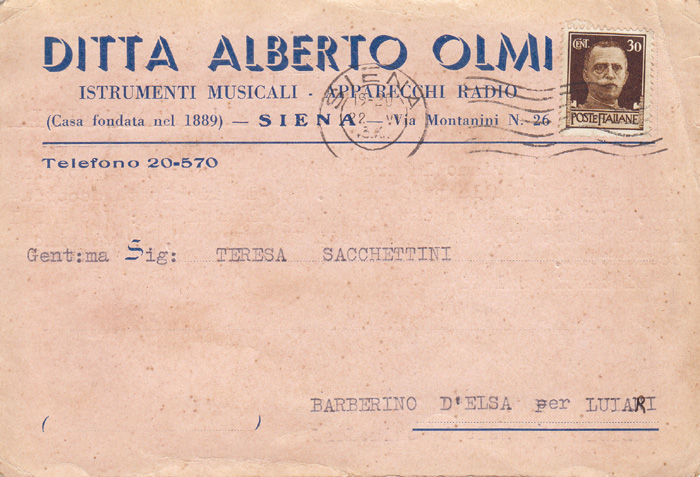 DITTA ALBERTO OLMI
ISTRUMENTI MUSICALI - APPARECCHI RADIO
(Casa fondata nel 1889) — SIENA — Via Montanini N. 26
Telefono 20-570
CENT. 30
POSTE ITALIANE
SIENA
Gent:ma Sig: TERESA SACCHETTINI
BARBERINO D'ELSA per LUIARI
( )